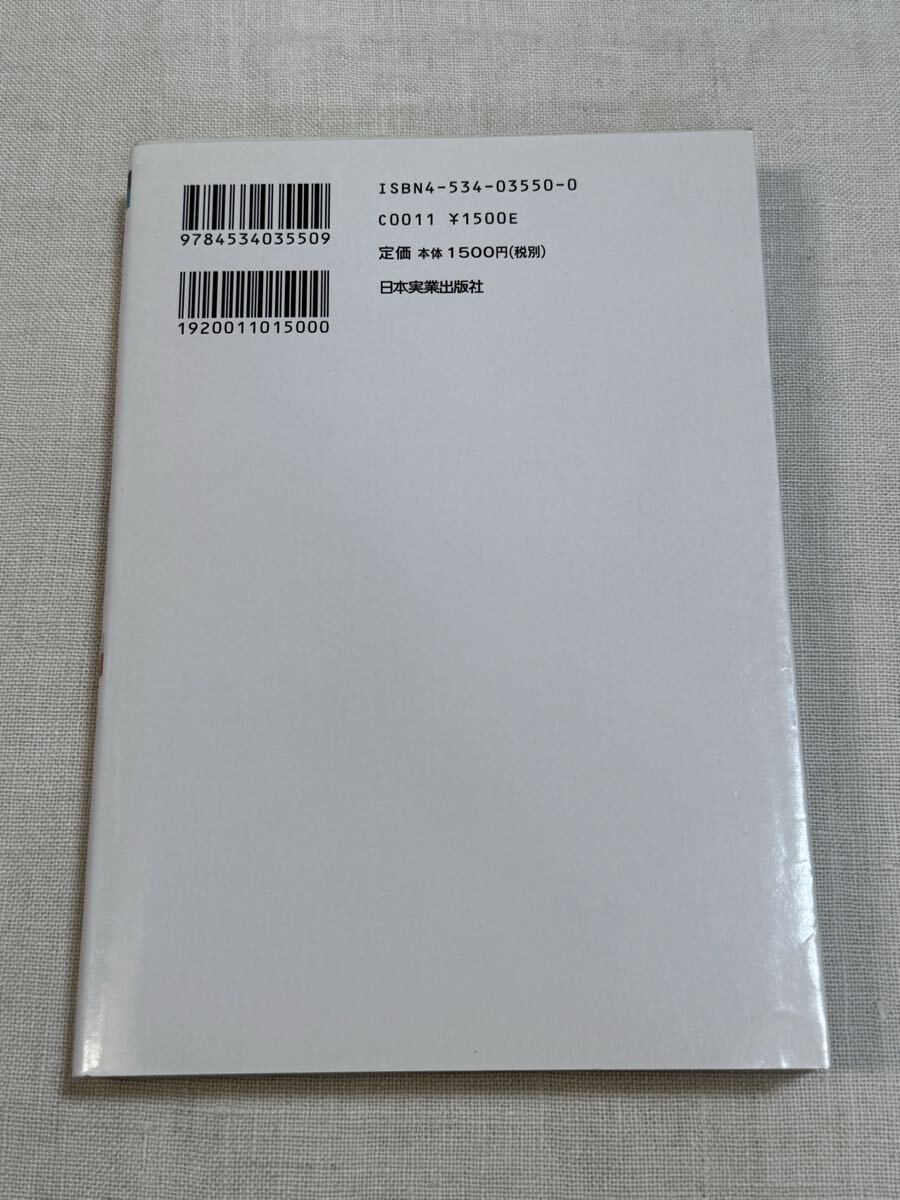 ISBN4-534-03550-0
C0011 ¥1500E
定価 本体1500円(税別)
日本実業出版社
9784534035509
1920011015000